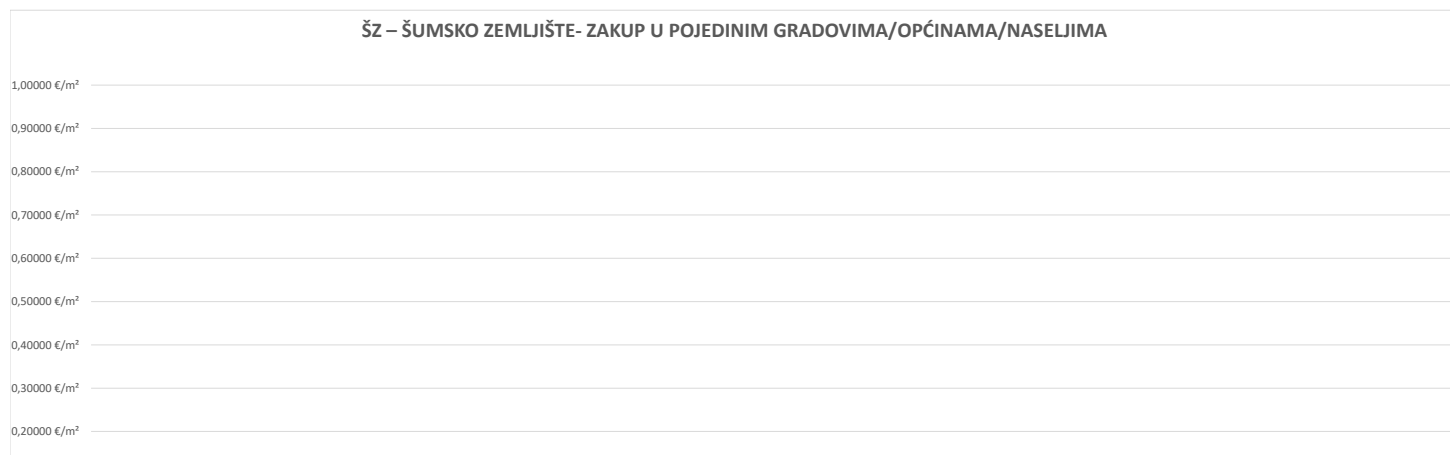 ŠZ – ŠUMSKO ZEMLJIŠTE- ZAKUP U POJEDINIM GRADOVIMA/OPĆINAMA/NASELJIMA
1,00000 €/m²
0,90000 €/m²
0,80000 €/m²
0,70000 €/m²
0,60000 €/m²
0,50000 €/m²
0,40000 €/m²
0,30000 €/m²
0,20000 €/m²